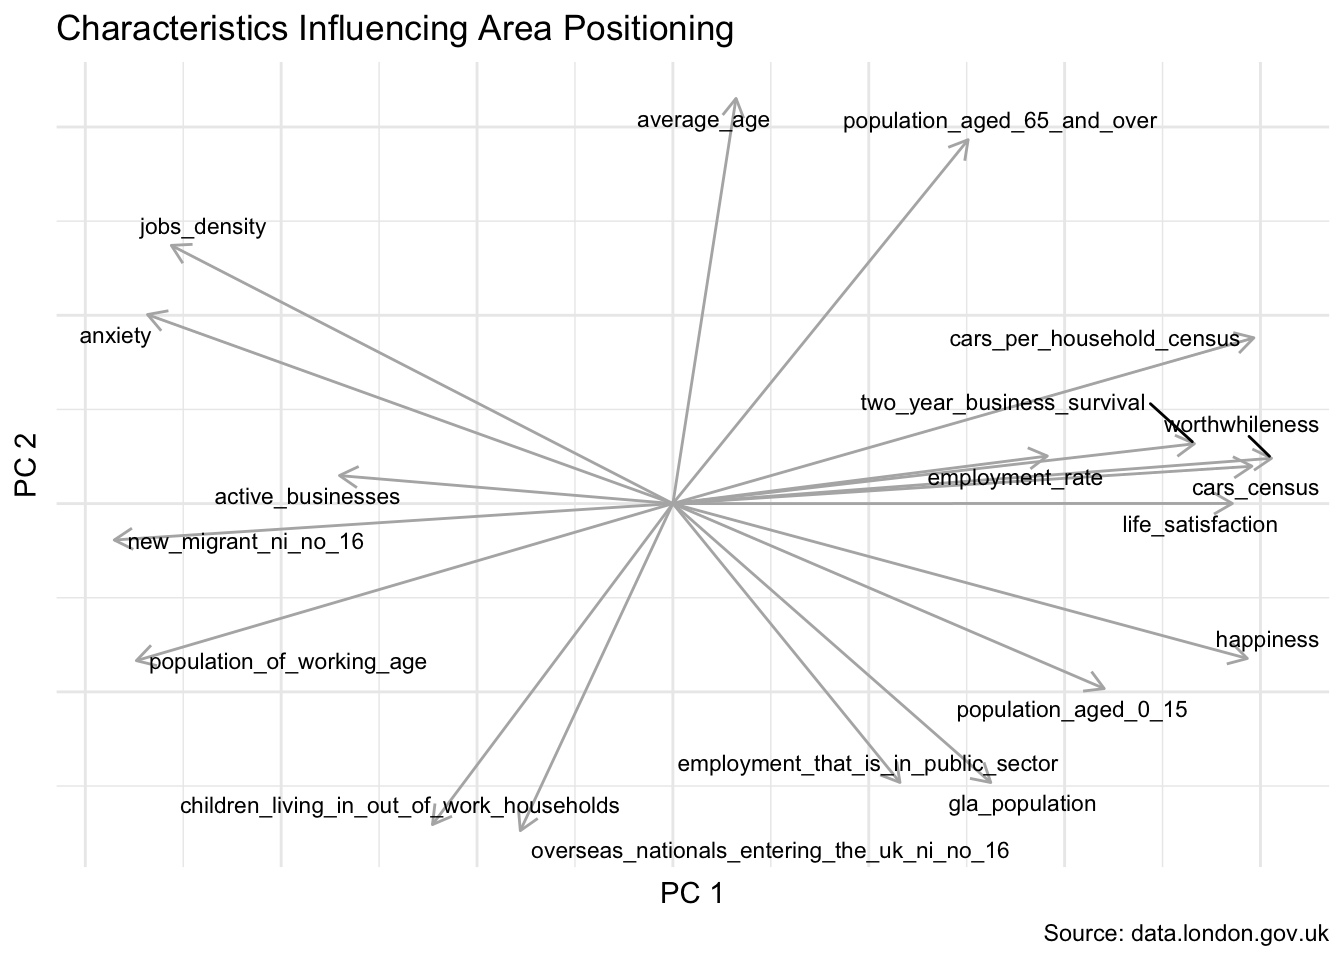 Characteristics Influencing Area Positioning
average_age
population_aged_65_and_over
jobs_density
anxiety
cars_per_household_census
two_year_business_survival
worthwhileness
PC 2
employment_rate
cars_census
active_businesses
life_satisfaction
new_migrant_ni_no_16
happiness
population_of_working_age
population_aged_0_15
employment_that_is_in_public_sector
children_living_in_out_of_work_households
gla_population
overseas_nationals_entering_the_uk_ni_no_16
PC 1
Source: data.london.gov.uk